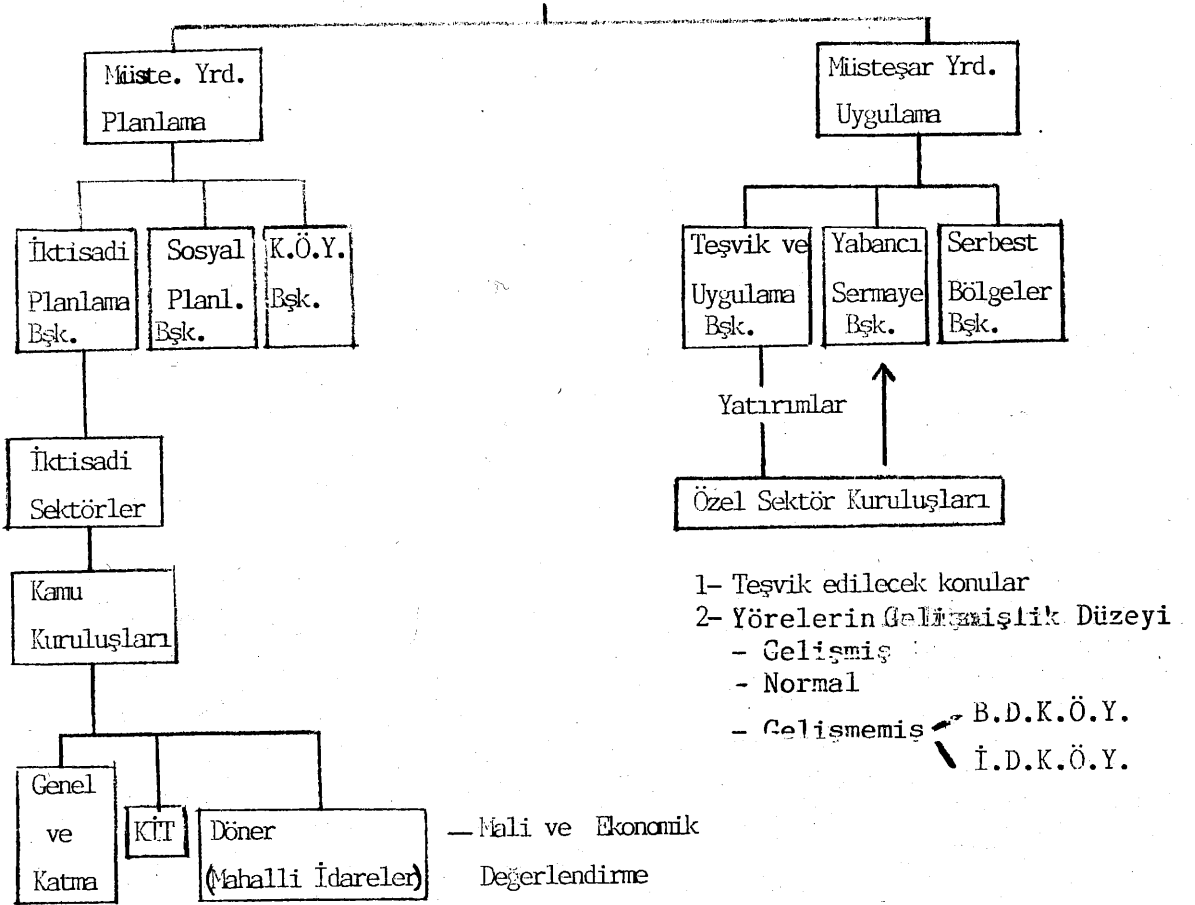 Müste. Yrd.
Planlama
Müsteşar Yrd.
Uygulama
İktisadi
Planlama
Bşk.
Sosyal
Planl.
Bşk.
K.Ö.Y.
Bşk.
Teşvik ve
Uygulama
Bşk.
Yabancı
Sermaye
Bşk.
Serbest
Bölgeler
Bşk.
Yatırımlar
İktisadi
Sektörler
Özel Sektör Kuruluşları
Kamu
Kuruluşları
1- Teşvik edilecek konular
2- Yörelerin Gelişmişlik Düzeyi
- Gelişmiş
- Normal
- Gelişmemiş
B.D.K.Ö.Y.
İ.D.K.Ö.Y.
Genel
ve
Katma
KİT
Döner
(Mahalli İdareler)
- Mali ve Ekonomik
Değerlendirme